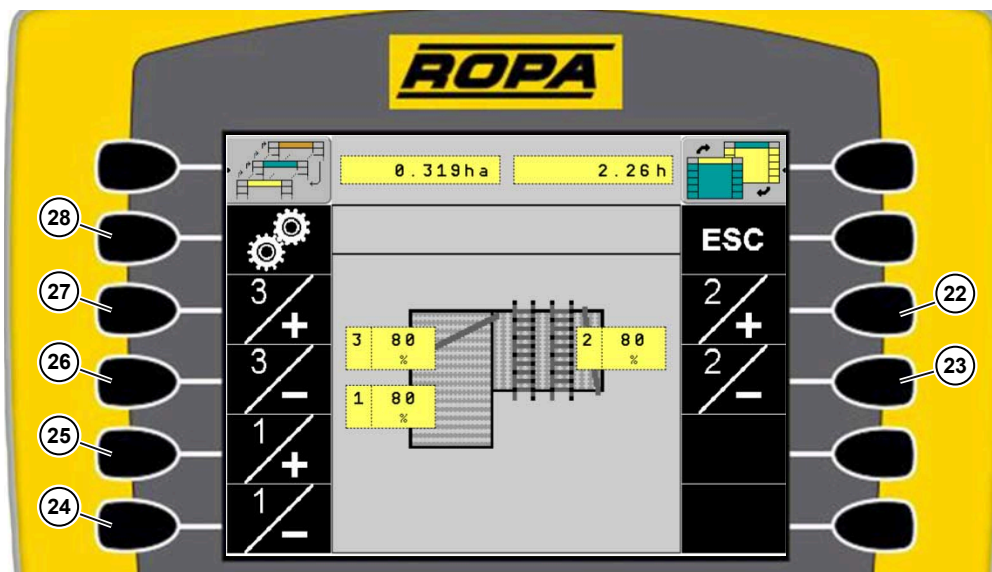 ROPA
0.319ha 2.26h
28
ESC
27
3/+
2/+
22
3 80 %
2 80 %
26
3/-
2/-
23
1 80 %
25
1/+
24
1/-